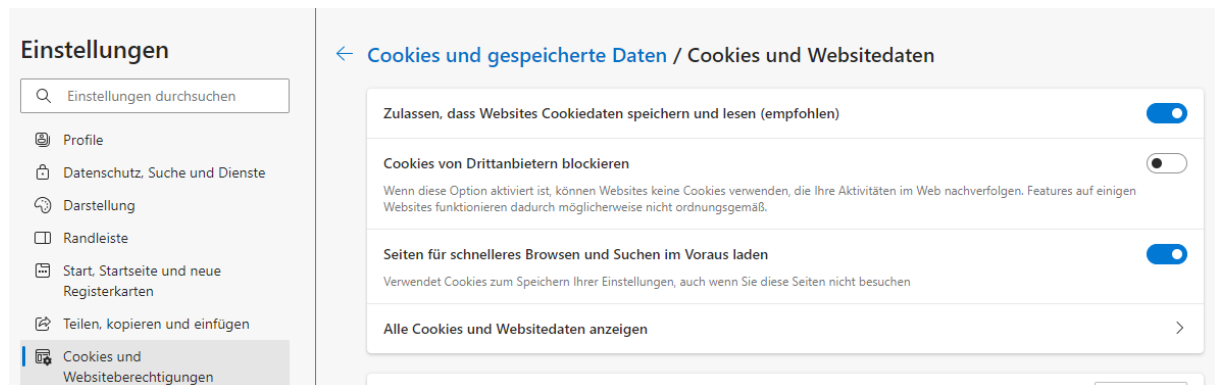 Einstellungen
Einstellungen durchsuchen
Profile
Datenschutz, Suche und Dienste
Darstellung
Randleiste
Start, Startseite und neue
Registerkarten
Teilen, kopieren und einfügen
Cookies und
Websiteberechtigungen
Cookies und gespeicherte Daten / Cookies und Websitedaten
Zulassen, dass Websites Cookiedaten speichern und lesen (empfohlen)
Cookies von Drittanbietern blockieren
Wenn diese Option aktiviert ist, können Websites keine Cookies verwenden, die Ihre Aktivitäten im Web nachverfolgen. Features auf einigen
Websites funktionieren dadurch möglicherweise nicht ordnungsgemäß.
Seiten für schnelleres Browsen und Suchen im Voraus laden
Verwendet Cookies zum Speichern Ihrer Einstellungen, auch wenn Sie diese Seiten nicht besuchen
Alle Cookies und Websitedaten anzeigen